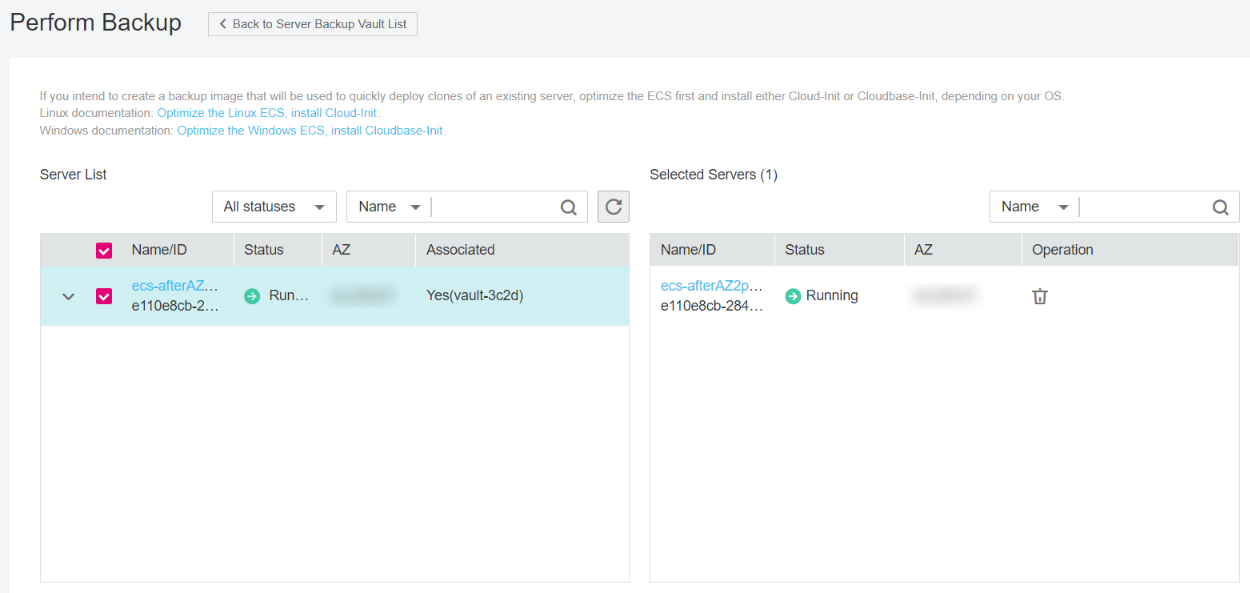 Perform Backup
Back to Server Backup Vault List
If you intend to create a backup image that will be used to quickly deploy clones of an existing server, optimize the ECS first and install either Cloud-Init or Cloudbase-Init, depending on your OS.
Linux documentation: Optimize the Linux ECS, install Cloud-Init.
Windows documentation: Optimize the Windows ECS, install Cloudbase-Init.
Server List
All statuses
Name
Name/ID Status AZ Associated
ecs-afterAZ...
e110e8cb-2...
Run...
Yes(vault-3c2d)
Selected Servers (1)
Name
Name/ID Status AZ Operation
ecs-afterAZ2p...
e110e8cb-284...
Running